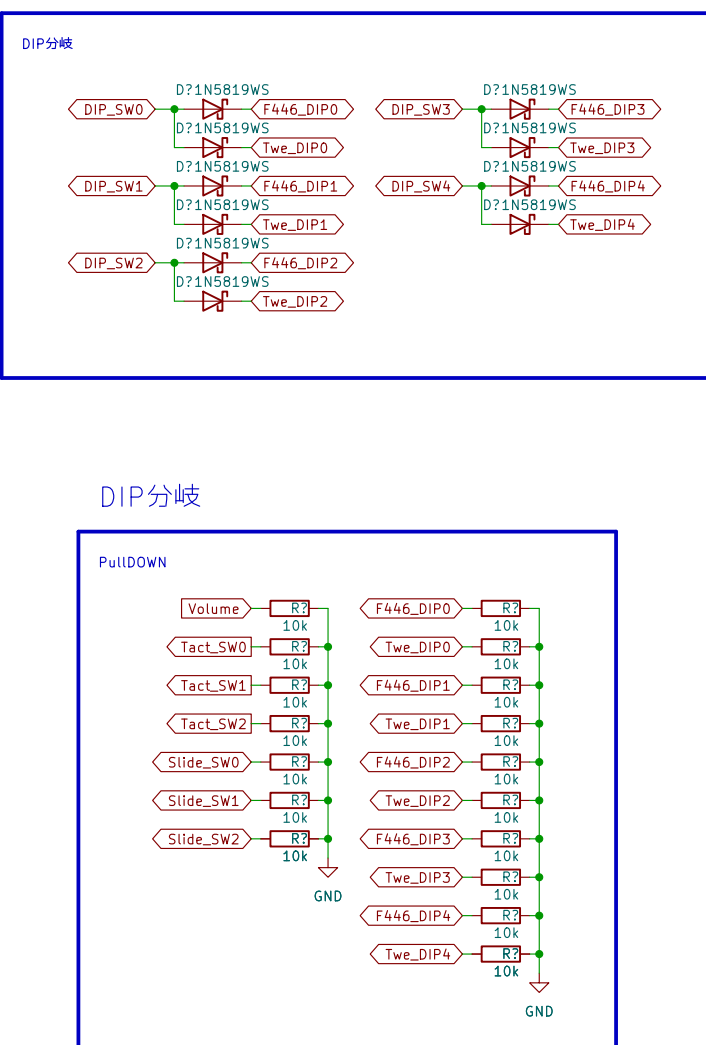 DIP分岐
D?1N5819WS D?1N5819WS
DIP_SW0 F446_DIP0 DIP_SW3 F446_DIP3
D?1N5819WS D?1N5819WS
Twe_DIP0 Twe_DIP3
D?1N5819WS D?1N5819WS
DIP_SW1 F446_DIP1 DIP_SW4 F446_DIP4
D?1N5819WS D?1N5819WS
Twe_DIP1 Twe_DIP4
D?1N5819WS
DIP_SW2 F446_DIP2
D?1N5819WS
Twe_DIP2
DIP分岐
PullDOWN
Volume R? F446_DIP0 R?
10k 10k
Tact_SW0 R? Twe_DIP0 R?
10k 10k
Tact_SW1 R? F446_DIP1 R?
10k 10k
Tact_SW2 R? Twe_DIP1 R?
10k 10k
Slide_SW0 R? F446_DIP2 R?
10k 10k
Slide_SW1 R? Twe_DIP2 R?
10k 10k
Slide_SW2 R? F446_DIP3 R?
10k 10k
Twe_DIP3 R?
GND 10k
F446_DIP4 R?
10k
Twe_DIP4 R?
10k
GND